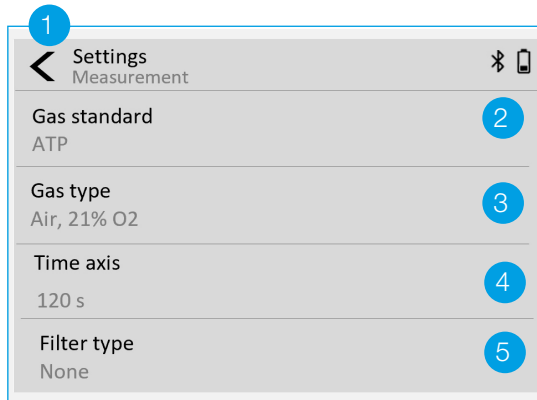 1
Settings
Measurement
Gas standard
2
ATP
Gas type
3
Air, 21% O2
Time axis
4
120 s
Filter type
5
None